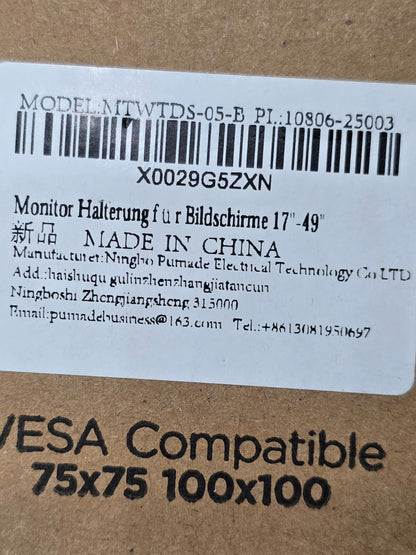 MODEL:MTWTDS-05-B PI.:10806-25003
X0029G5ZXN
Monitor Halterung für Bildschirme 17"-49"
新品 MADE IN CHINA
Manufacturer:Ningbo Pumade Electrical Technology Co LTD
Add.:haishuqu gulinzhenzhangjiatancun
Ningboshi Zhengjiangsheng 315000
Email:pumadebusiness@163.com Tel.:+8613081950697
VESA Compatible
75x75 100x100